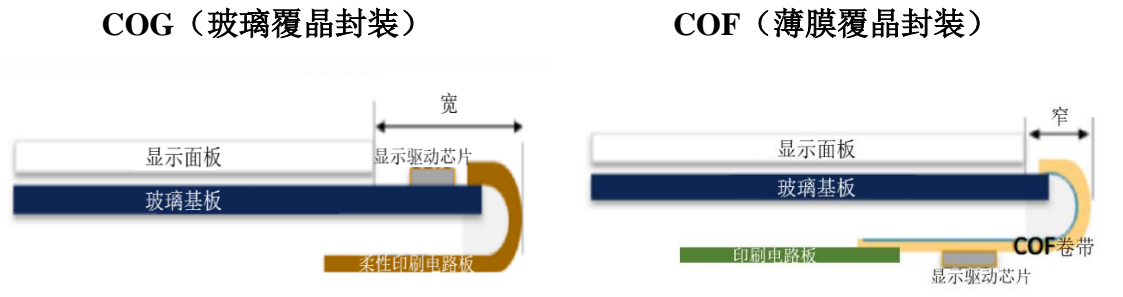 COG（玻璃覆晶封装）
宽
显示面板
显示驱动芯片
玻璃基板
柔性印刷电路板
COF（薄膜覆晶封装）
窄
显示面板
玻璃基板
COF卷带
印刷电路板
显示驱动芯片